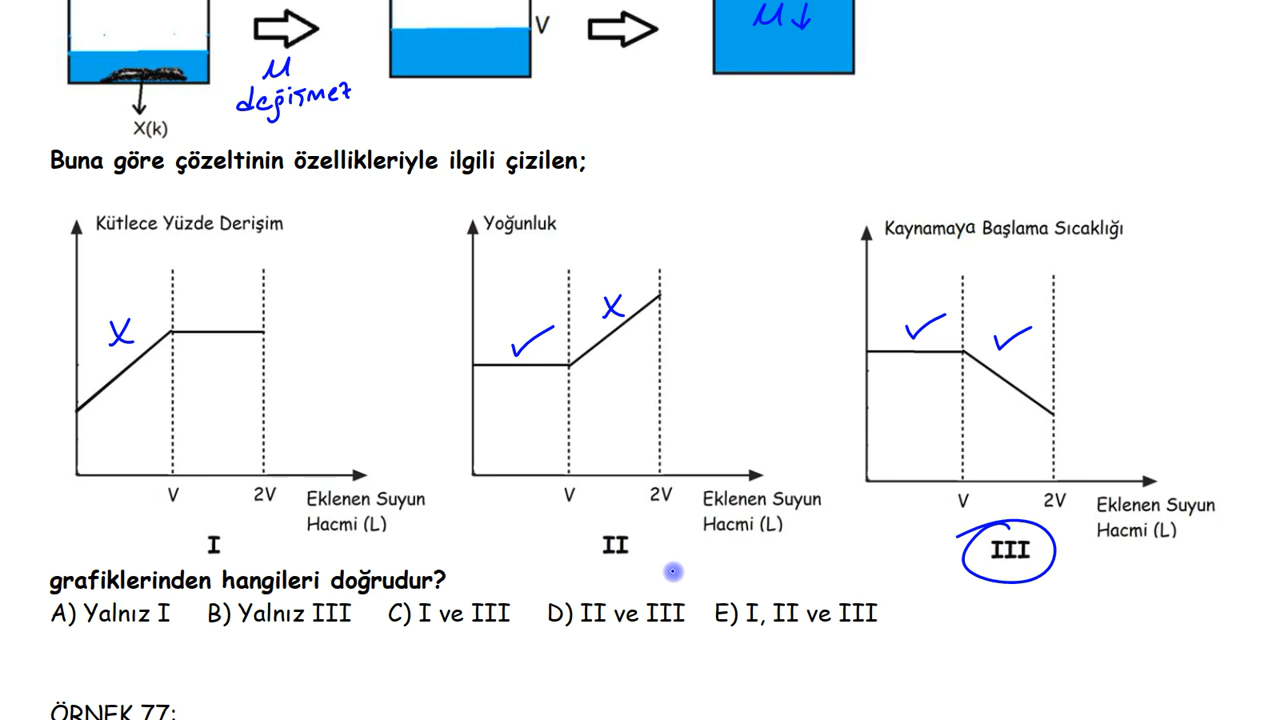 M↓
V
M
değişmez
X(k)
Buna göre çözeltinin özellikleriyle ilgili çizilen;
Kütlece Yüzde Derişim
Yoğunluk
Kaynamaya Başlama Sıcaklığı
X
✓
X
✓
✓
V
2V
Eklenen Suyun
Hacmi (L)
V
2V
Eklenen Suyun
Hacmi (L)
V
2V
Eklenen Suyun
Hacmi (L)
I
II
III
grafiklerinden hangileri doğrudur?
A) Yalnız I B) Yalnız III C) I ve III D) II ve III E) I, II ve III
ÖRNEK 77: